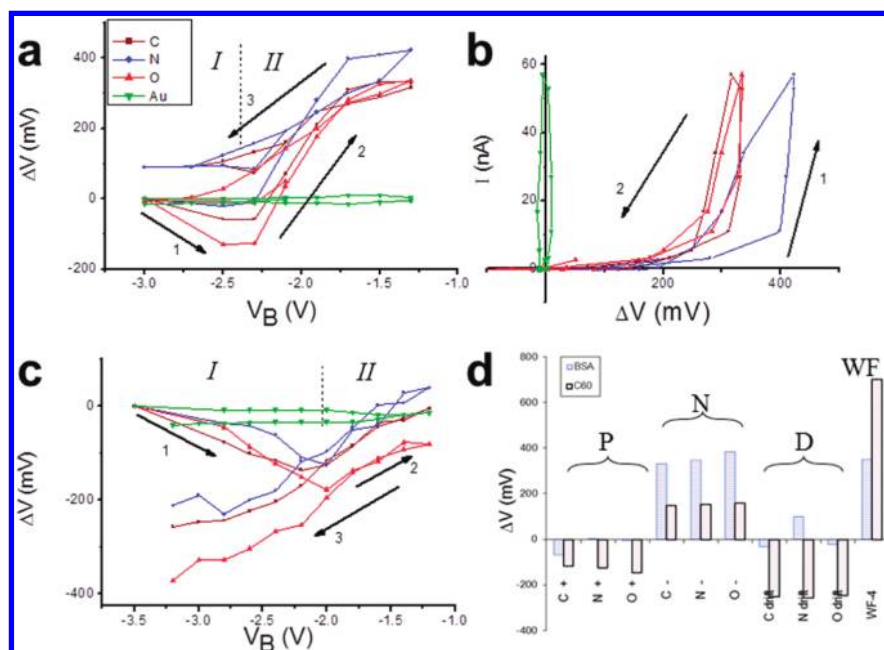 a
C
N
O
Au
I
II
400
200
0
-200
ΔV (mV)
3
2
1
-3.0
-2.5
-2.0
-1.5
-1.0
V_B (V)
b
60
40
20
0
I (nA)
2
1
200
400
ΔV (mV)
c
I
II
0
-200
-400
ΔV (mV)
1
2
3
-3.5
-3.0
-2.5
-2.0
-1.5
-1.0
V_B (V)
d
BSA
C60
WF
P
N
D
800
600
400
200
0
-200
-400
ΔV (mV)
C +
N +
O +
C -
N -
O -
C drift
N drift
O drift
WF-4